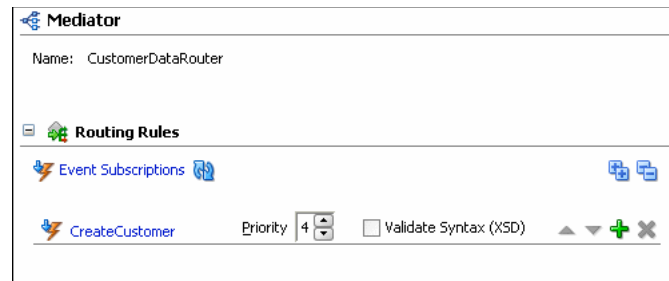 Mediator
Name: CustomerDataRouter
Routing Rules
Event Subscriptions
CreateCustomer Priority 4 Validate Syntax (XSD)